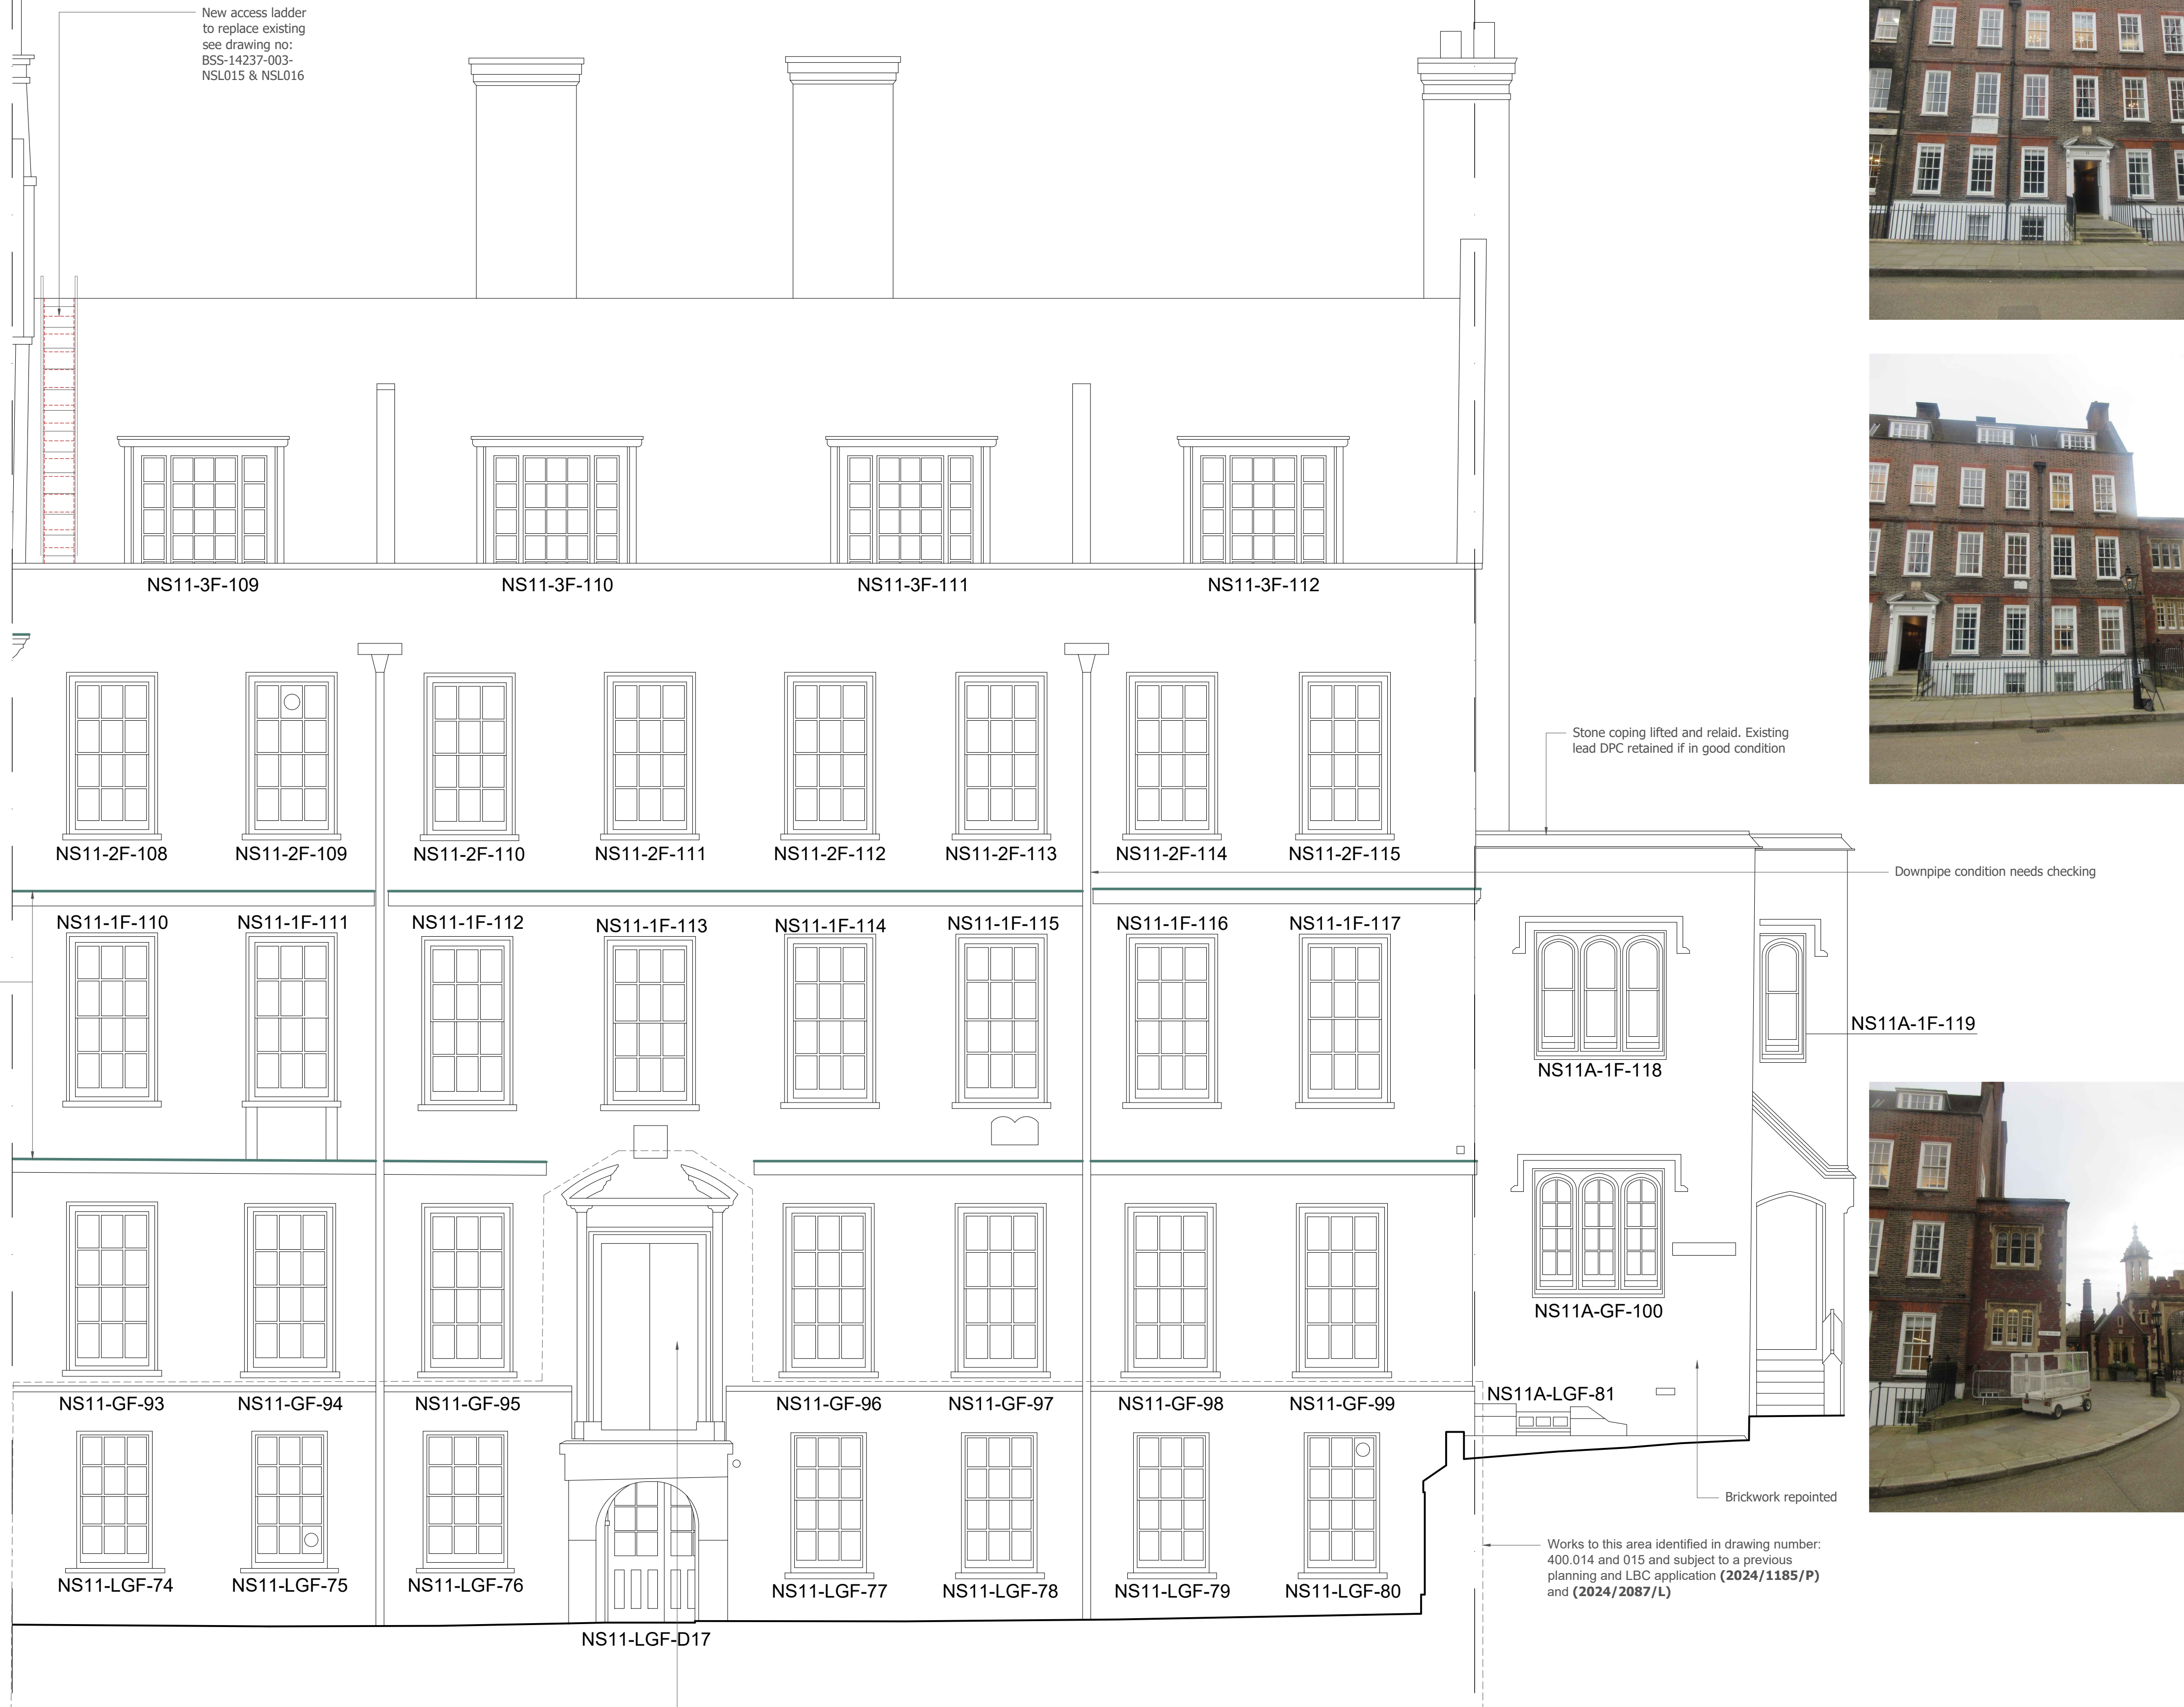 New access ladder
to replace existing
see drawing no:
BSS-14237-003-
NSL015 & NSL016
NS11-3F-109
NS11-3F-110
NS11-3F-111
NS11-3F-112
Stone coping lifted and relaid. Existing
lead DPC retained if in good condition
NS11-2F-108
NS11-2F-109
NS11-2F-110
NS11-2F-111
NS11-2F-112
NS11-2F-113
NS11-2F-114
NS11-2F-115
Downpipe condition needs checking
NS11-1F-110
NS11-1F-111
NS11-1F-112
NS11-1F-113
NS11-1F-114
NS11-1F-115
NS11-1F-116
NS11-1F-117
NS11A-1F-119
NS11A-1F-118
NS11A-GF-100
NS11-GF-93
NS11-GF-94
NS11-GF-95
NS11-GF-96
NS11-GF-97
NS11-GF-98
NS11-GF-99
NS11A-LGF-81
Brickwork repointed
Works to this area identified in drawing number:
400.014 and 015 and subject to a previous
planning and LBC application (2024/1185/P)
and (2024/2087/L)
NS11-LGF-74
NS11-LGF-75
NS11-LGF-76
NS11-LGF-77
NS11-LGF-78
NS11-LGF-79
NS11-LGF-80
NS11-LGF-D17